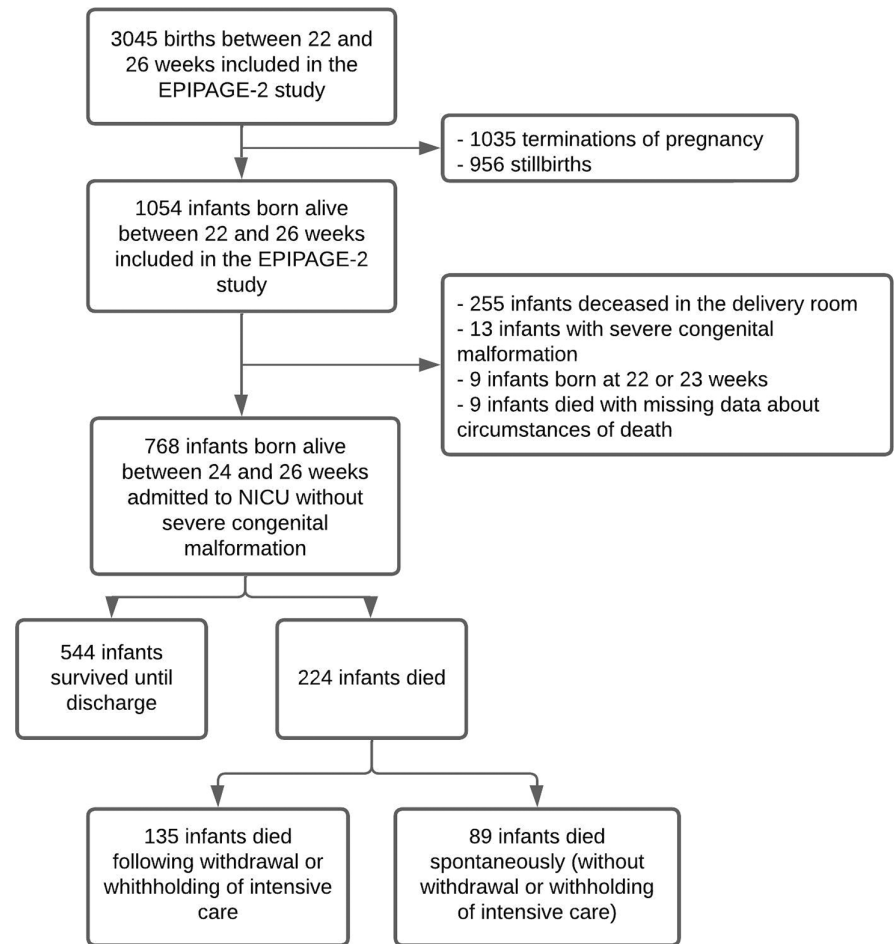 3045 births between 22 and
26 weeks included in the
EPIPAGE-2 study
- 1035 terminations of pregnancy
- 956 stillbirths
1054 infants born alive
between 22 and 26 weeks
included in the EPIPAGE-2
study
- 255 infants deceased in the delivery room
- 13 infants with severe congenital
malformation
- 9 infants born at 22 or 23 weeks
- 9 infants died with missing data about
circumstances of death
768 infants born alive
between 24 and 26 weeks
admitted to NICU without
severe congenital
malformation
544 infants
survived until
discharge
224 infants died
135 infants died
following withdrawal or
whithholding of intensive
care
89 infants died
spontaneously (without
withdrawal or withholding
of intensive care)